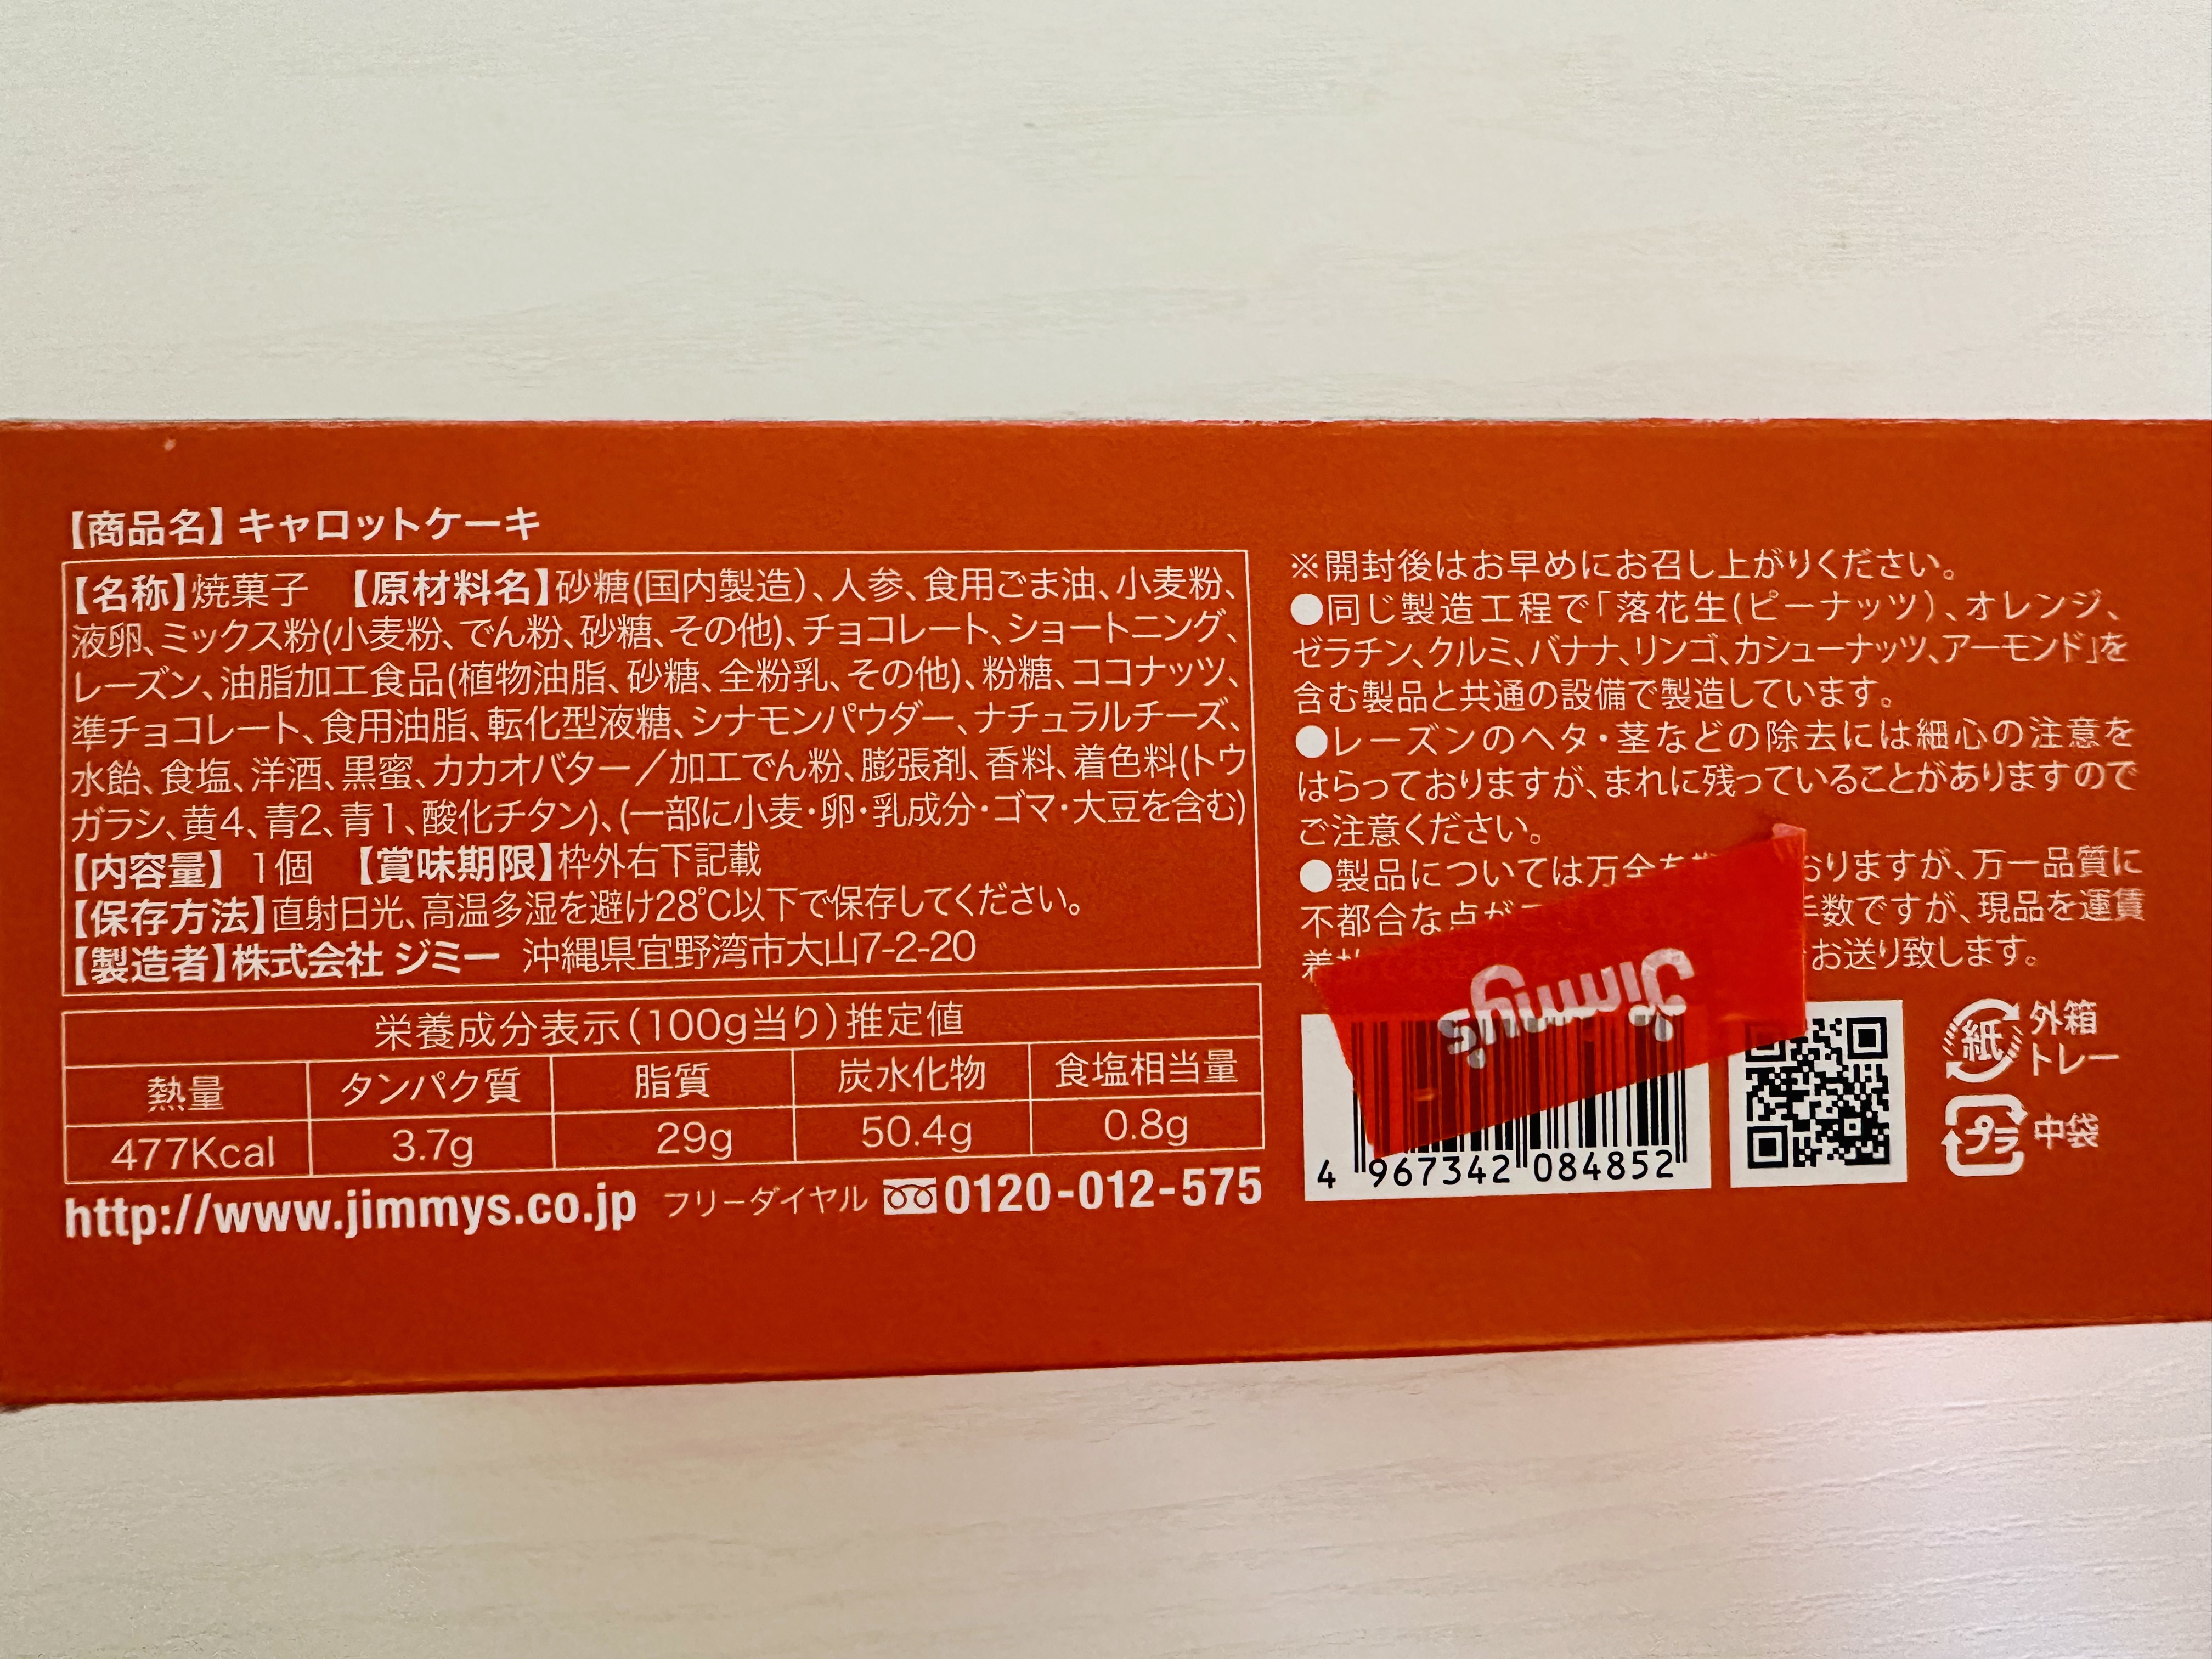 【商品名】キャロットケーキ
【名称】焼菓子 【原材料名】砂糖(国内製造)、人参、食用ごま油、小麦粉、
液卵、ミックス粉(小麦粉、でん粉、砂糖、その他)、チョコレート、ショートニング、
レーズン、油脂加工食品(植物油脂、砂糖、全粉乳、その他)、粉糖、ココナッツ、
準チョコレート、食用油脂、転化型液糖、シナモンパウダー、ナチュラルチーズ、
水飴、食塩、洋酒、黒蜜、カカオバター／加工でん粉、膨張剤、香料、着色料(トウ
ガラシ、黄4、青2、青1、酸化チタン)、(一部に小麦・卵・乳成分・ゴマ・大豆を含む)
【内容量】 1個 【賞味期限】枠外右下記載
【保存方法】直射日光、高温多湿を避け28℃以下で保存してください。
【製造者】株式会社 ジミー 沖縄県宜野湾市大山7-2-20
栄養成分表示(100g当り)推定値
熱量 タンパク質 脂質 炭水化物 食塩相当量
477Kcal 3.7g 29g 50.4g 0.8g
http://www.jimmys.co.jp フリーダイヤル 0120-012-575
※開封後はお早めにお召し上がりください。
●同じ製造工程で「落花生(ピーナッツ)、オレンジ、
ゼラチン、クルミ、バナナ、リンゴ、カシューナッツ、アーモンド」を
含む製品と共通の設備で製造しています。
●レーズンのヘタ・茎などの除去には細心の注意を
はらっておりますが、まれに残っていることがありますので
ご注意ください。
●製品については万全を おりますが、万一品質に
不都合な点が 手数ですが、現品を運賃
お送り致します。
Jimmy's
4 967342 084852
紙 外箱
トレー
プラ 中袋